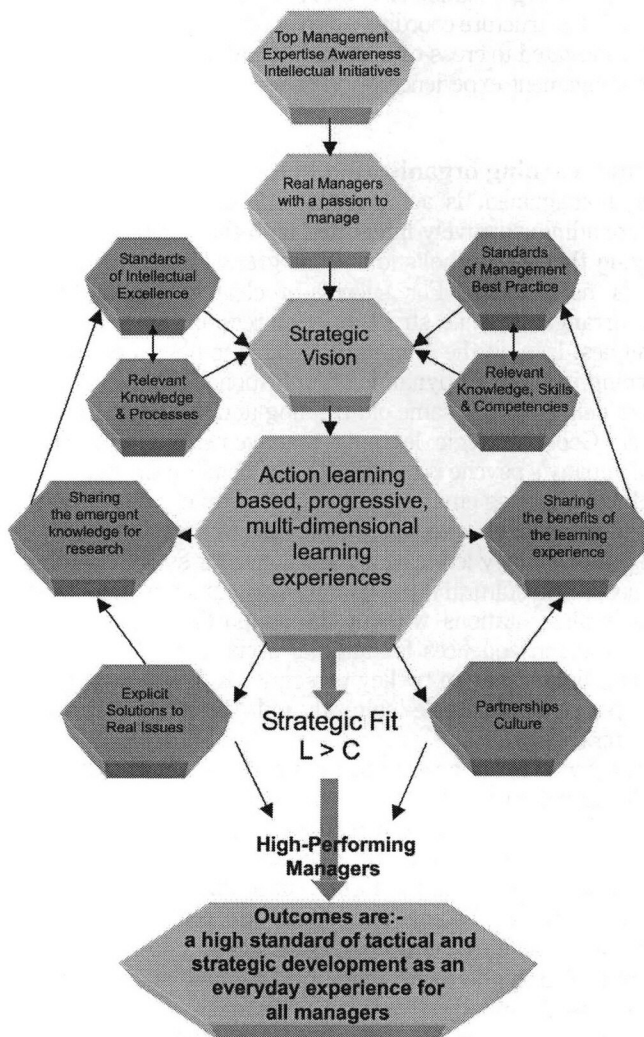 Top Management
Expertise Awareness
Intellectual Initiatives
Real Managers
with a passion to
manage
Standards
of Intellectual
Excellence
Standards
of Management
Best Practice
Strategic
Vision
Relevant
Knowledge
& Processes
Relevant
Knowledge, Skills
& Competencies
Action learning
based, progressive,
multi-dimensional
learning
experiences
Sharing
the emergent
knowledge for
research
Sharing
the benefits of
the learning
experience
Explicit
Solutions to
Real Issues
Strategic Fit
L > C
Partnerships
Culture
High-Performing
Managers
Outcomes are:-
a high standard of tactical and
strategic development as an
everyday experience for
all managers